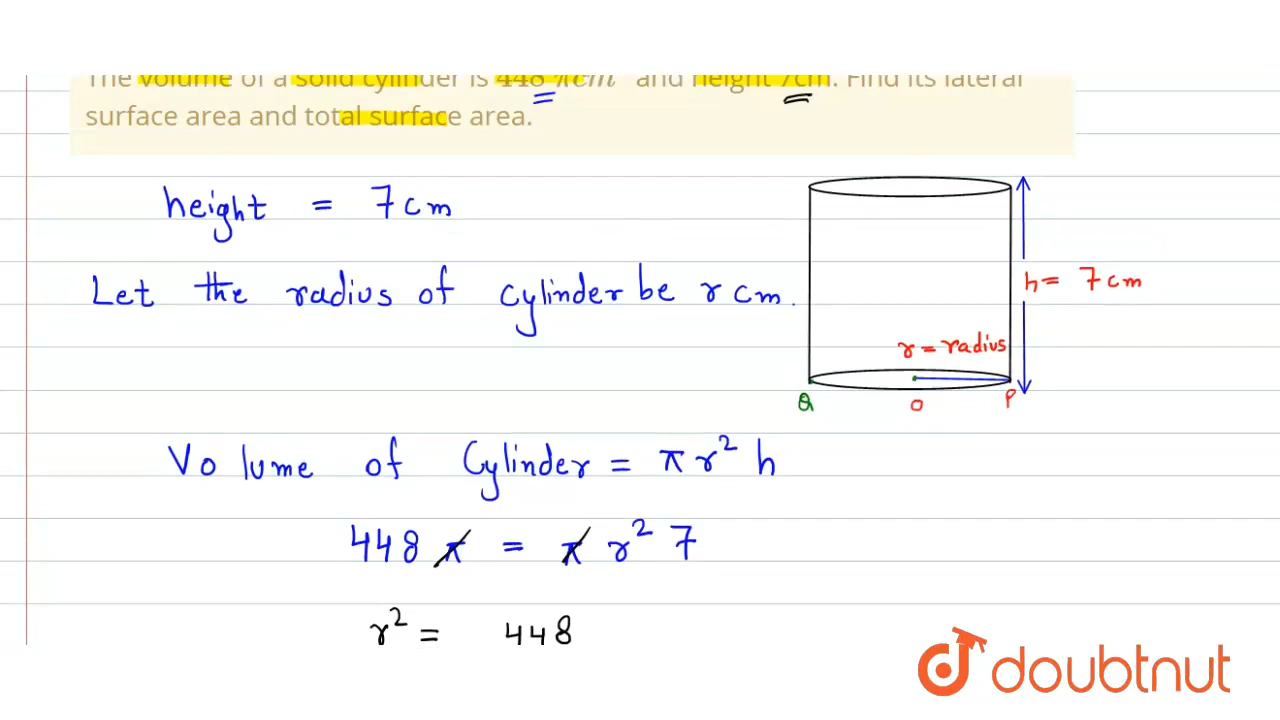 The volume of a solid cylinder is 448 πcm and height 7cm. Find its lateral
surface area and total surface area.
height = 7 cm
Let the radius of cylinder be r cm.
h = 7 cm
r = radius
Q O P
Volume of Cylinder = π r² h
448 π = π r² 7
r² = 448
doubtnut